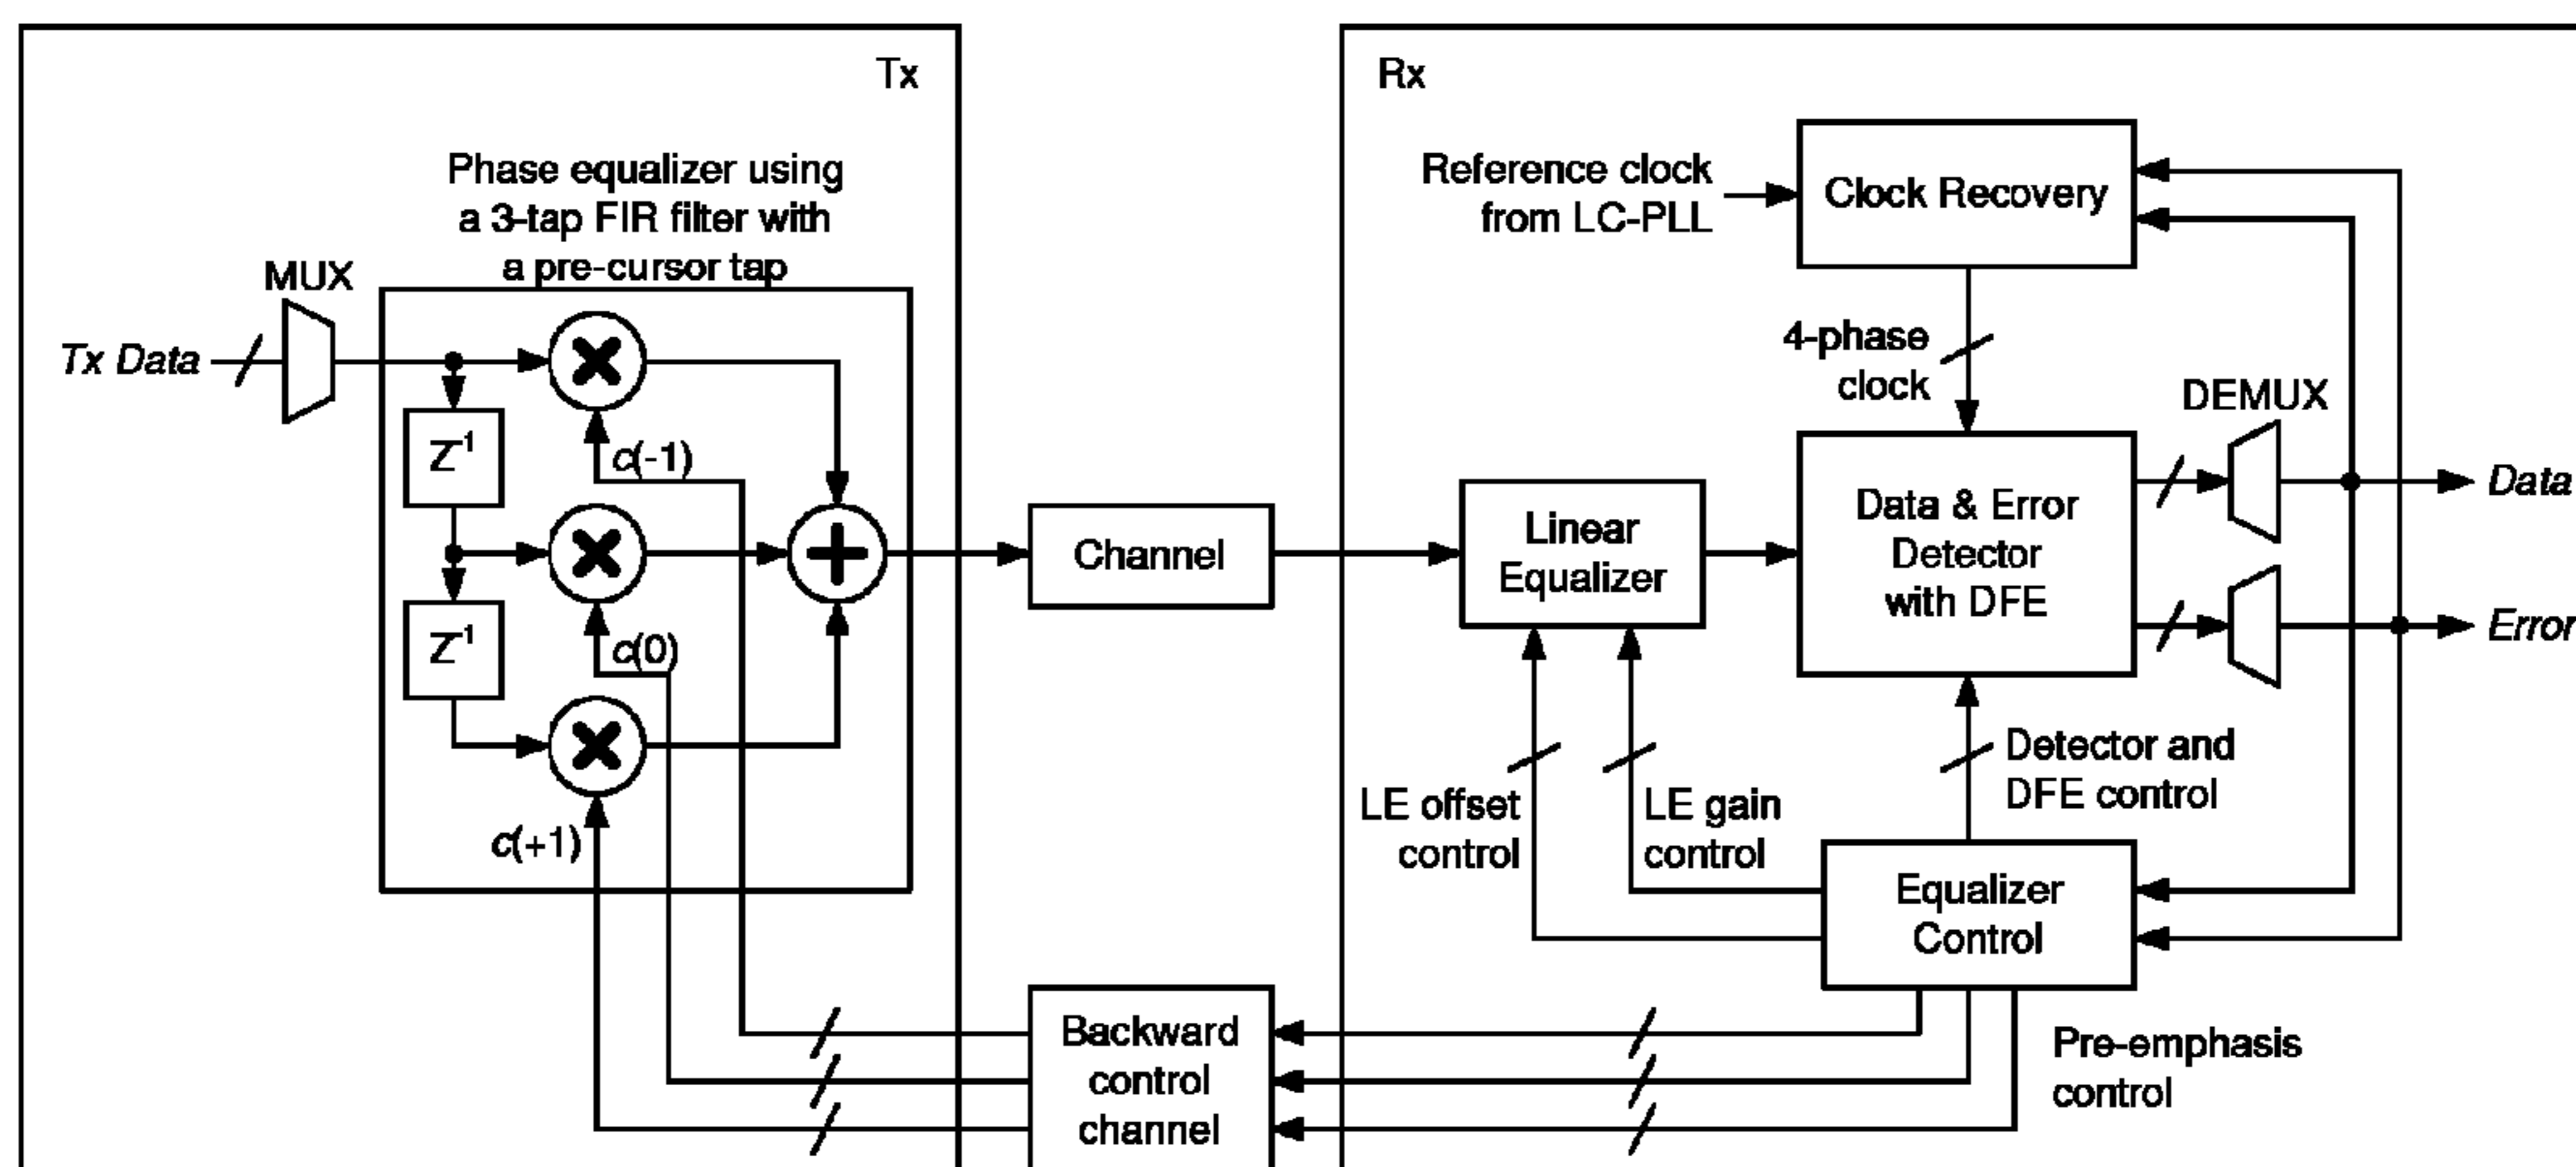 Tx
Rx
Phase equalizer using
a 3-tap FIR filter with
a pre-cursor tap
MUX
Tx Data
Z-1
Z-1
c(-1)
c(0)
c(+1)
Channel
Reference clock
from LC-PLL
Clock Recovery
4-phase
clock
DEMUX
Linear
Equalizer
Data & Error
Detector
with DFE
Data
Error
LE offset
control
LE gain
control
Detector and
DFE control
Equalizer
Control
Backward
control
channel
Pre-emphasis
control